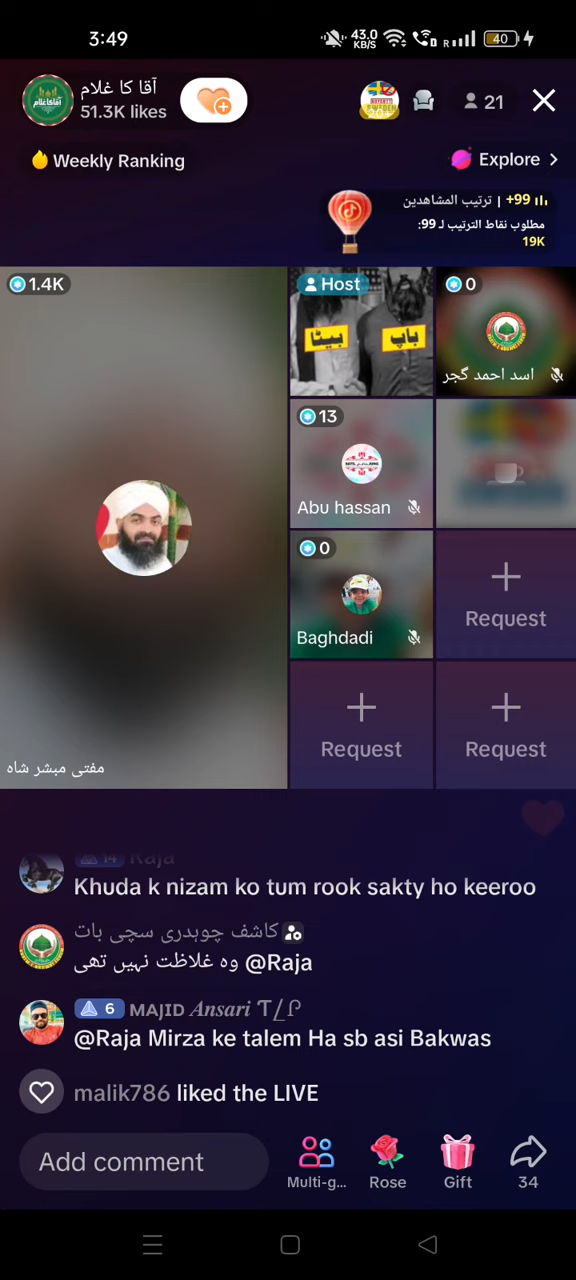 3:49
43.0
KB/S
R
40
آقا کا غلام
51.3K likes
21
Weekly Ranking
Explore
ترتيب المشاهدين | 99+
مطلوب نقاط الترتيب لـ 99:
19K
1.4K
Host
بیٹا
باپ
0
اسد احمد گجر
13
Abu hassan
0
Baghdadi
Request
Request
Request
مفتی مبشر شاہ
14 Raja
Khuda k nizam ko tum rook sakty ho keeroo
کاشف چوہدری سچی بات
@Raja وہ غلاظت نہیں تھی
6 MAJID Ansari
@Raja Mirza ke talem Ha sb asi Bakwas
malik786 liked the LIVE
Add comment
Multi-g...
Rose
Gift
34